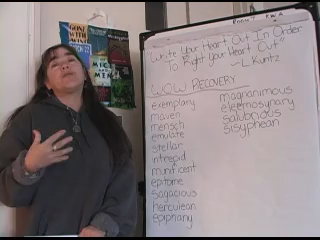 "Write Your Heart Out In Order
To Right Your Heart Out"
~L Kuntz
WOW RECOVERY
exemplary
maven
mensch
emulate
stellar
intrepid
munificent
epitome
sagacious
herculean
epiphany
magnanimous
eleemosynary
salubrious
sisyphean
GONE
WITH THE
WIND
OF
MICE
AND
MEN